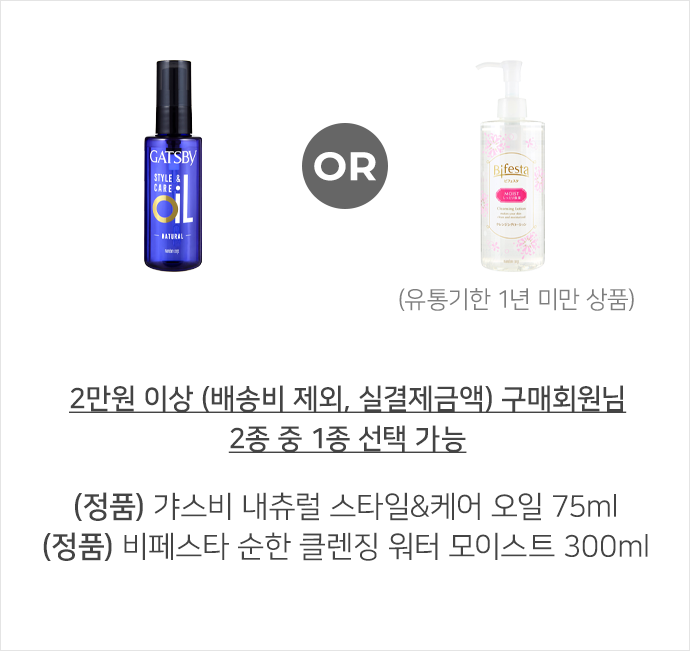 GATSBY
STYLE &
CARE
OiL
NATURAL
OR
Bifesta
MOIST
Cleansing Lotion
(유통기한 1년 미만 상품)
2만원 이상 (배송비 제외, 실결제금액) 구매회원님
2종 중 1종 선택 가능
(정품) 갸스비 내츄럴 스타일&케어 오일 75ml
(정품) 비페스타 순한 클렌징 워터 모이스트 300ml